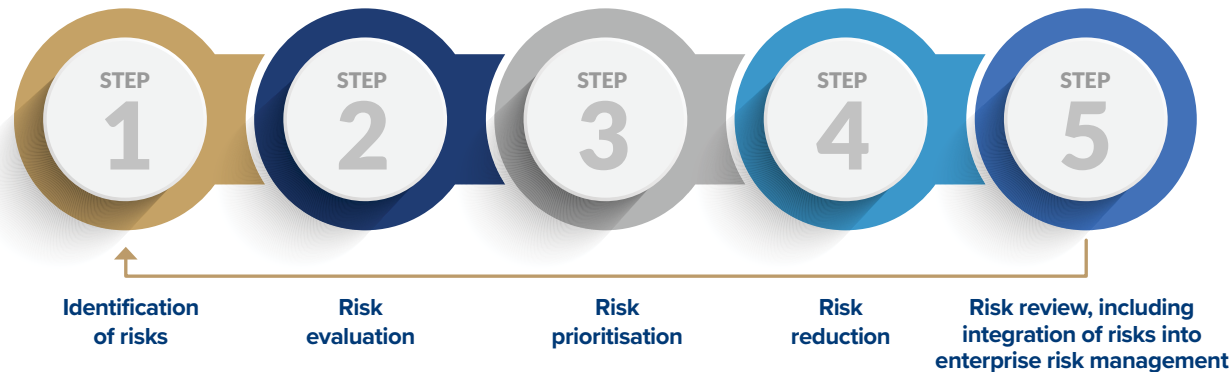 STEP
1
STEP
2
STEP
3
STEP
4
STEP
5
Identification
of risks
Risk
evaluation
Risk
prioritisation
Risk
reduction
Risk review, including
integration of risks into
enterprise risk management